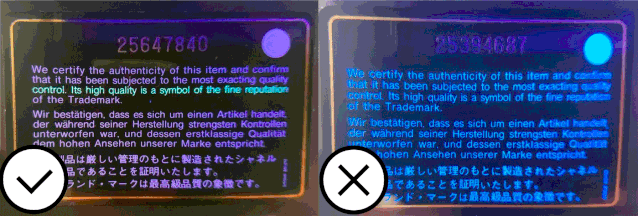 25647840
We certify the authenticity of this item and confirm
that it has been subjected to the most exacting quality
control. Its high quality is a symbol of the fine reputation
of the Trademark.
Wir bestätigen, dass es sich um einen Artikel handelt,
der während seiner Herstellung strengsten Kontrollen
unterworfen war, und dessen erstklassige Qualität
dem hohen Ansehen unserer Marke entspricht.
品は厳しい管理のもとに製造されたシャネル
品であることを証明いたします。
ランド・マークは最高級品質の象徴です。
We certify the authenticity of this item and confirm
that it has been subjected to the most exacting quality
control. Its high quality is a symbol of the fine reputation
of the Trademark.
Wir bestätigen, dass es sich um einen Artikel handelt,
der während seiner Herstellung strengsten Kontrollen
unterworfen war, und dessen erstklassige Qualität
hohen Ansehen unserer Marke entspricht.
は厳しい管理のもとに製造されたシャネル
であることを証明いたします。
ンド・マークは最高級品質の象徴です。